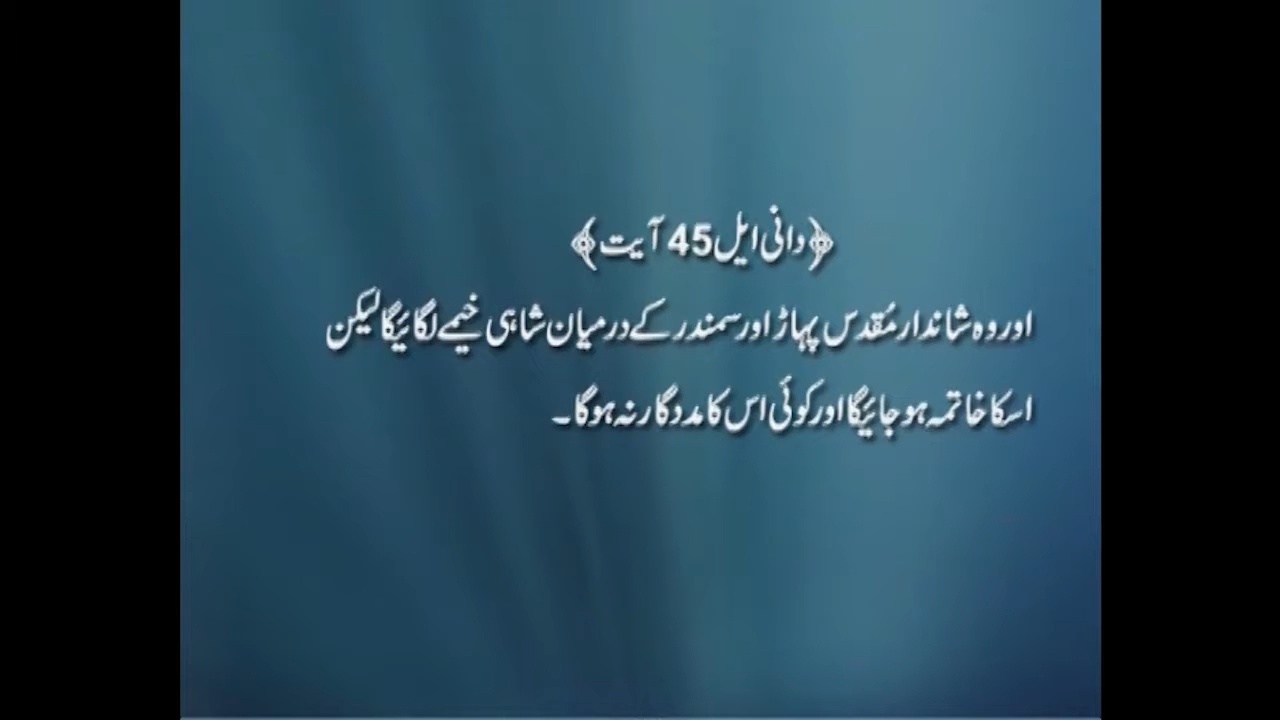 ﴿دانی ایل 45 آیت﴾
اور وہ شاندار مُقدس پہاڑ اور سمندر کے درمیان شاہی خیمے لگائیگا لیکن
اسکا خاتمہ ہو جائیگا اور کوئی اس کا مددگار نہ ہوگا۔